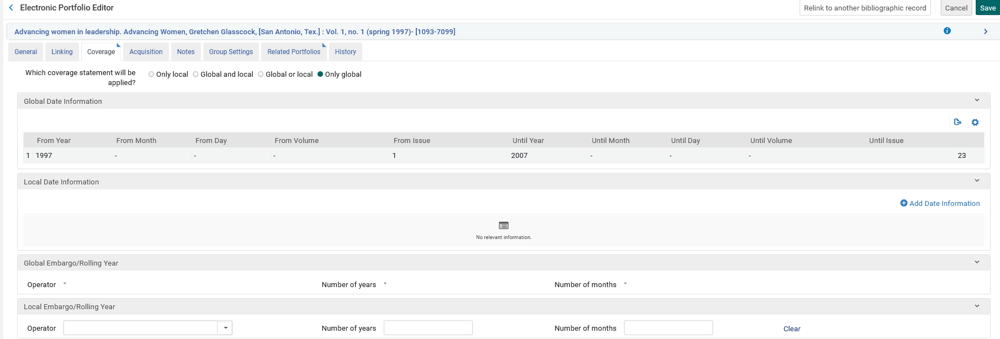 Electronic Portfolio Editor
Relink to another bibliographic record Cancel Save
Advancing women in leadership. Advancing Women, Gretchen Glasscock, [San Antonio, Tex.] : Vol. 1, no. 1 (spring 1997)- [1093-7099]
General Linking Coverage Acquisition Notes Group Settings Related Portfolios History
Which coverage statement will be applied? Only local Global and local Global or local Only global
Global Date Information
From Year From Month From Day From Volume From Issue Until Year Until Month Until Day Until Volume Until Issue
1 1997 - - - 1 2007 - - - 23
Local Date Information
Add Date Information
No relevant information.
Global Embargo/Rolling Year
Operator - Number of years - Number of months -
Local Embargo/Rolling Year
Operator Number of years Number of months Clear